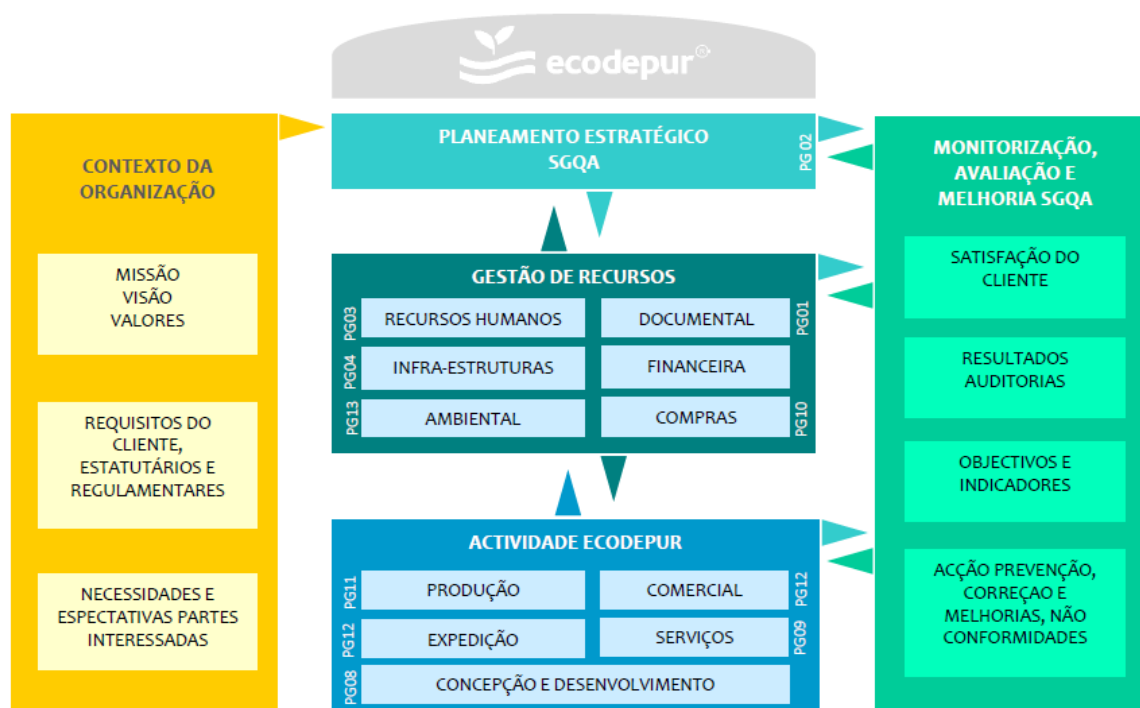 ecodepur®
CONTEXTO DA
ORGANIZAÇÃO
MISSÃO
VISÃO
VALORES
REQUISITOS DO
CLIENTE,
ESTATUTÁRIOS E
REGULAMENTARES
NECESSIDADES E
ESPECTATIVAS PARTES
INTERESSADAS
PLANEAMENTO ESTRATÉGICO
SGQA
PG 02
GESTÃO DE RECURSOS
PG03
RECURSOS HUMANOS
DOCUMENTAL
PG01
PG04
INFRA-ESTRUTURAS
FINANCEIRA
PG13
AMBIENTAL
COMPRAS
PG10
ACTIVIDADE ECODEPUR
PG11
PRODUÇÃO
COMERCIAL
PG12
PG12
EXPEDIÇÃO
SERVIÇOS
PG09
PG08
CONCEPÇÃO E DESENVOLVIMENTO
MONITORIZAÇÃO,
AVALIAÇÃO E
MELHORIA SGQA
SATISFAÇÃO DO
CLIENTE
RESULTADOS
AUDITORIAS
OBJECTIVOS E
INDICADORES
ACÇÃO PREVENÇÃO,
CORREÇAO E
MELHORIAS, NÃO
CONFORMIDADES